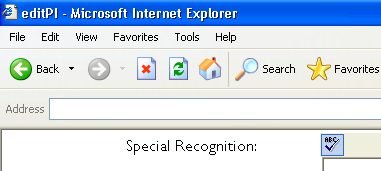 editPI - Microsoft Internet Explorer
File Edit View Favorites Tools Help
Back Search Favorites
Address
Special Recognition: ABC